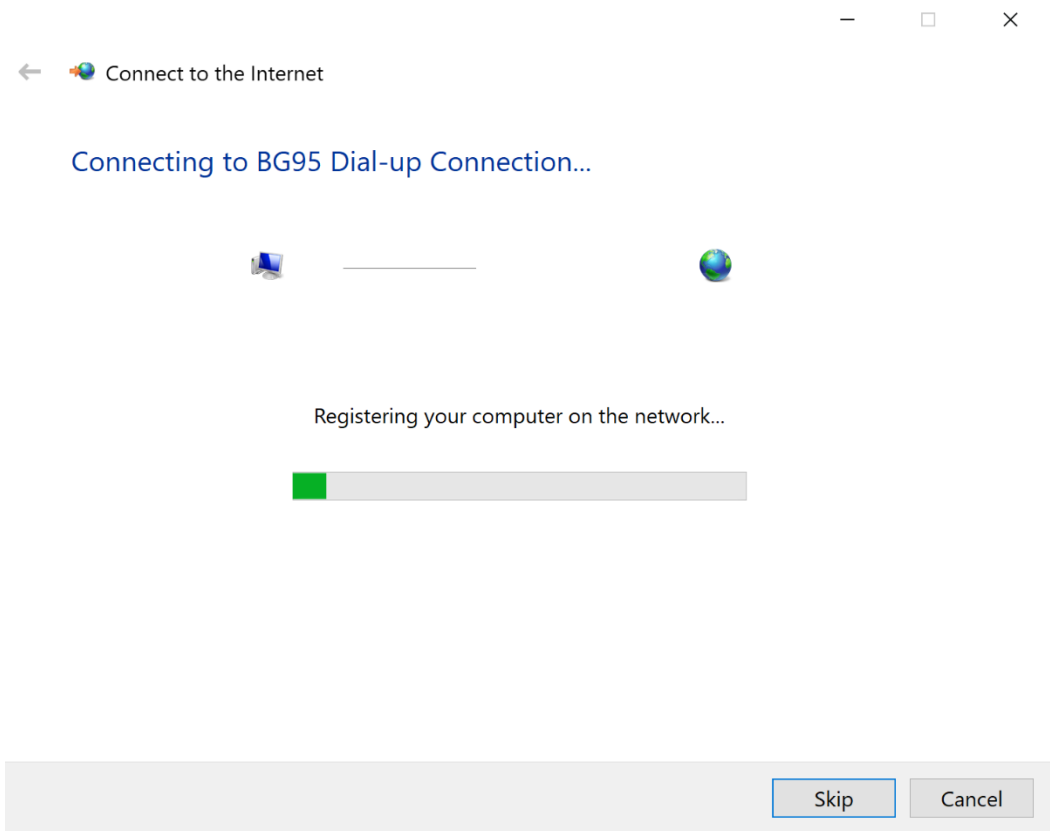 Connect to the Internet
Connecting to BG95 Dial-up Connection...
Registering your computer on the network...
Skip Cancel